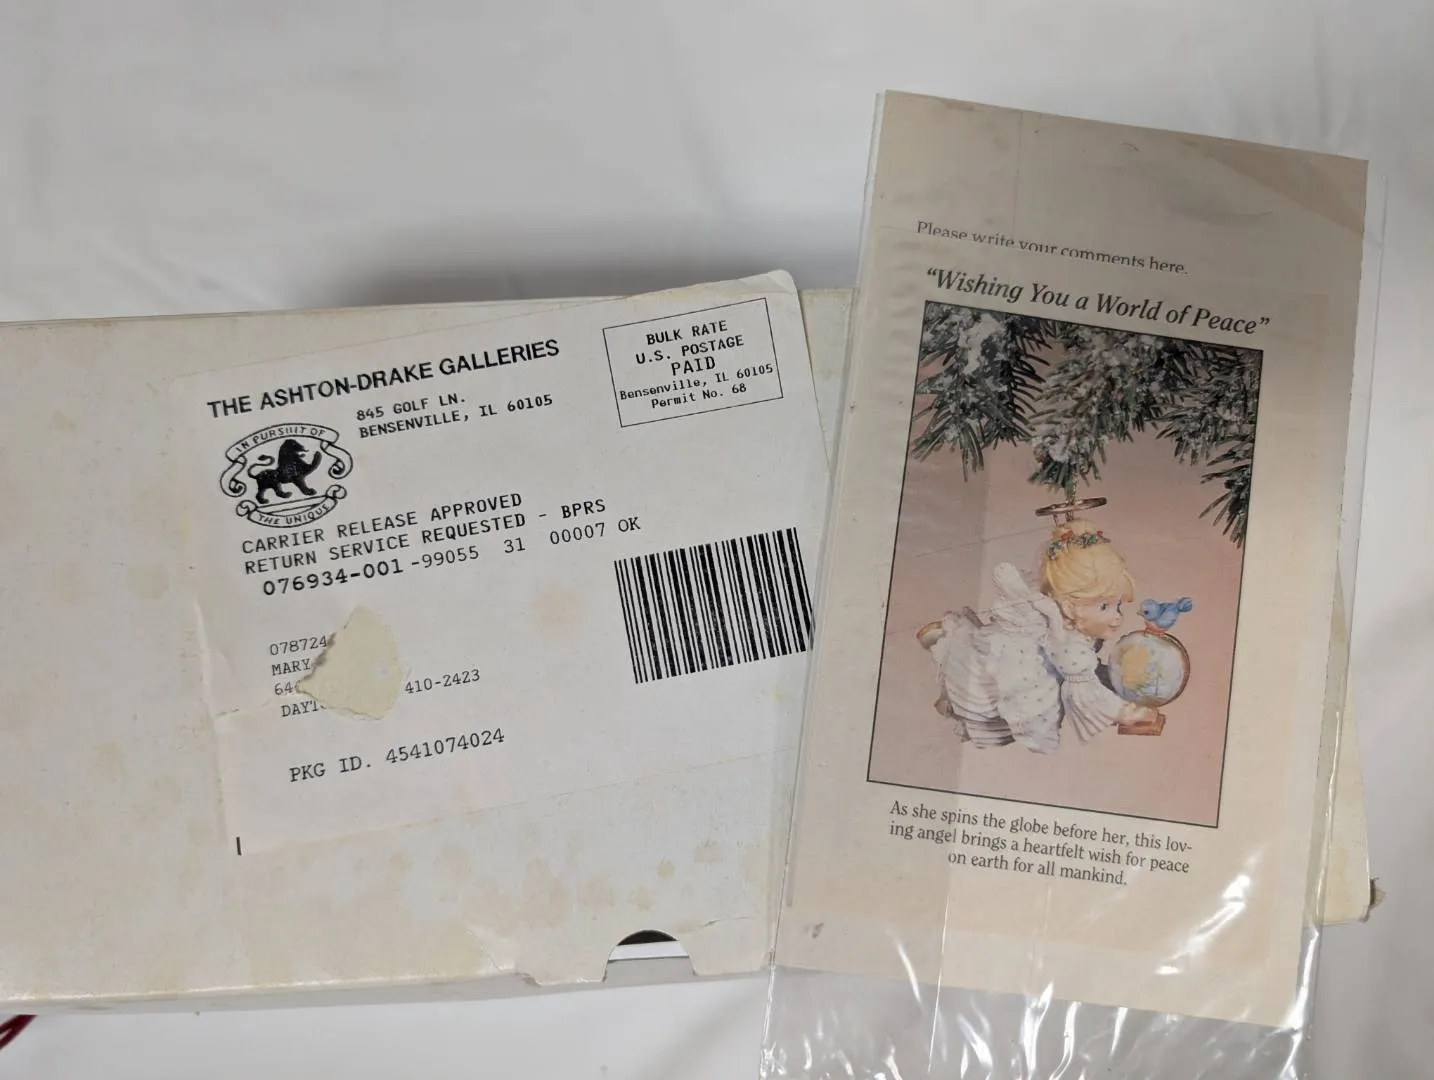 THE ASHTON-DRAKE GALLERIES
845 GOLF LN.
BENSENVILLE, IL 60105
BULK RATE
U.S. POSTAGE
PAID
Bensenville, IL 60105
Permit No. 68
IN PURSUIT OF
THE UNIQUE
CARRIER RELEASE APPROVED
RETURN SERVICE REQUESTED - BPRS
076934-001-99055 31 00007 OK
078724
MARY
410-2423
PKG ID. 4541074024
Please write your comments here.
“Wishing You a World of Peace”
As she spins the globe before her, this lov-
ing angel brings a heartfelt wish for peace
on earth for all mankind.